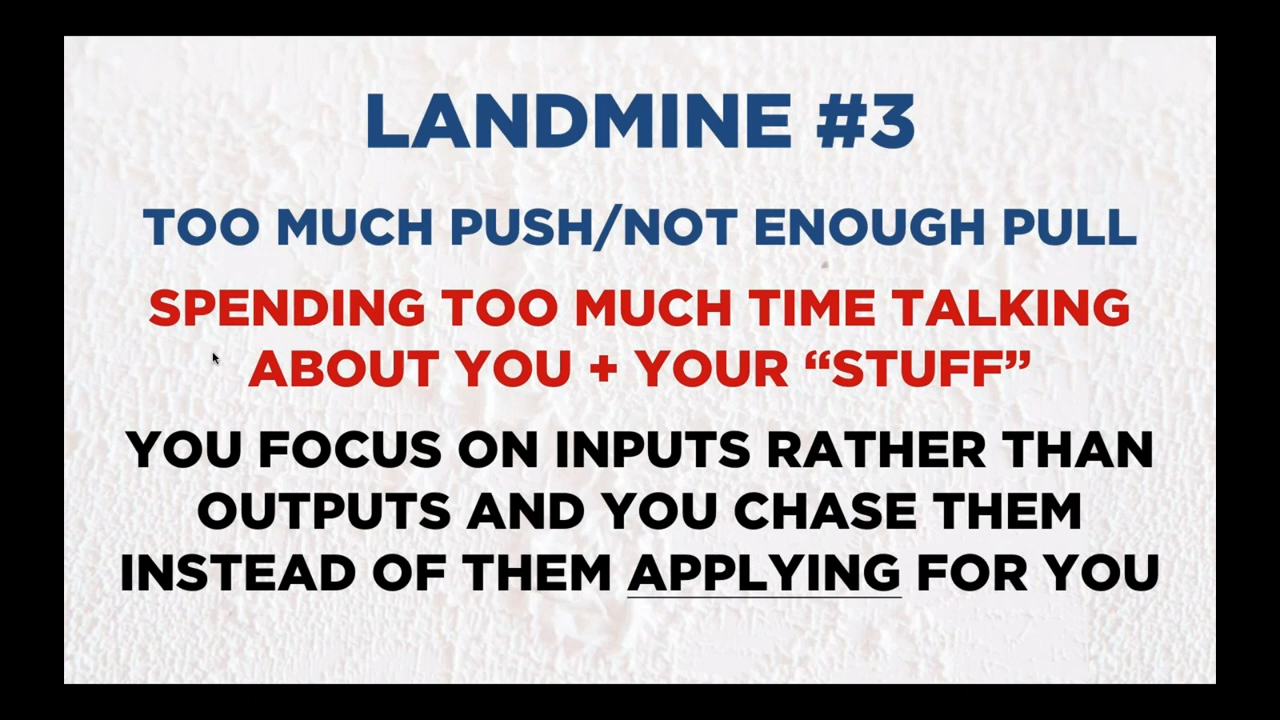 LANDMINE #3
TOO MUCH PUSH/NOT ENOUGH PULL
SPENDING TOO MUCH TIME TALKING
ABOUT YOU + YOUR “STUFF”
YOU FOCUS ON INPUTS RATHER THAN
OUTPUTS AND YOU CHASE THEM
INSTEAD OF THEM APPLYING FOR YOU